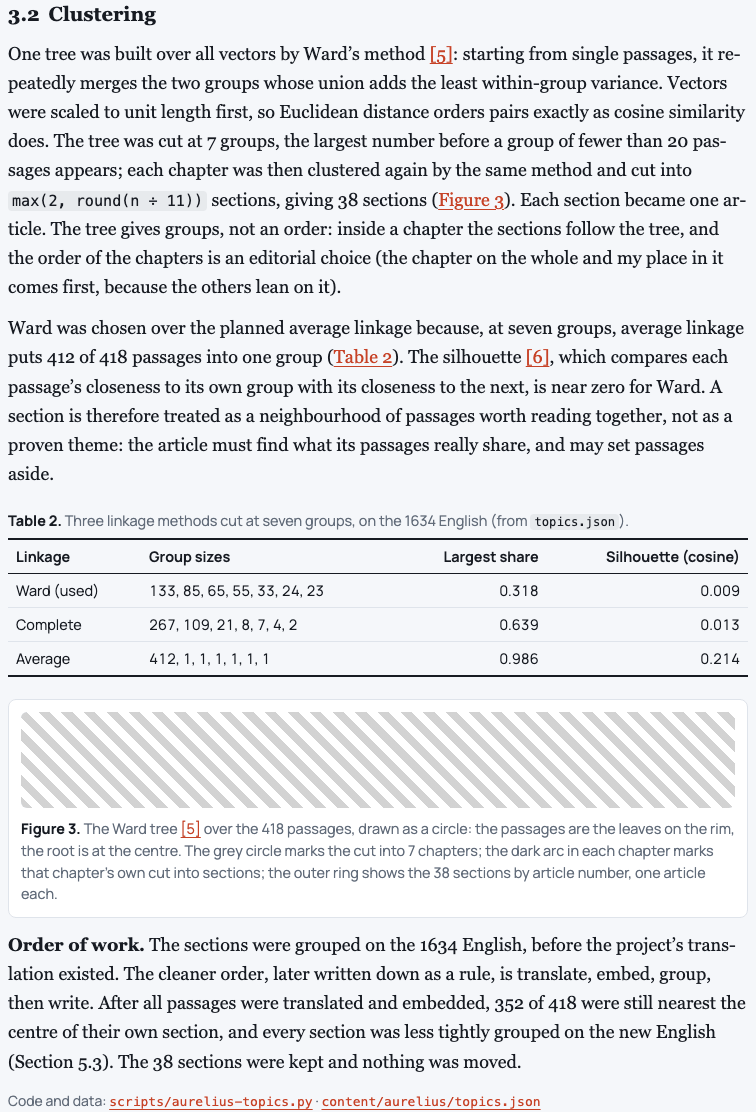 3.2 Clustering
One tree was built over all vectors by Ward’s method [5]: starting from single passages, it re-
peatedly merges the two groups whose union adds the least within-group variance. Vectors
were scaled to unit length first, so Euclidean distance orders pairs exactly as cosine similarity
does. The tree was cut at 7 groups, the largest number before a group of fewer than 20 pas-
sages appears; each chapter was then clustered again by the same method and cut into
max(2, round(n ÷ 11)) sections, giving 38 sections (Figure 3). Each section became one ar-
ticle. The tree gives groups, not an order: inside a chapter the sections follow the tree, and
the order of the chapters is an editorial choice (the chapter on the whole and my place in it
comes first, because the others lean on it).
Ward was chosen over the planned average linkage because, at seven groups, average linkage
puts 412 of 418 passages into one group (Table 2). The silhouette [6], which compares each
passage’s closeness to its own group with its closeness to the next, is near zero for Ward. A
section is therefore treated as a neighbourhood of passages worth reading together, not as a
proven theme: the article must find what its passages really share, and may set passages
aside.
Table 2. Three linkage methods cut at seven groups, on the 1634 English (from topics.json).
Linkage Group sizes Largest share Silhouette (cosine)
Ward (used) 133, 85, 65, 55, 33, 24, 23 0.318 0.009
Complete 267, 109, 21, 8, 7, 4, 2 0.639 0.013
Average 412, 1, 1, 1, 1, 1, 1 0.986 0.214
Figure 3. The Ward tree [5] over the 418 passages, drawn as a circle: the passages are the leaves on the rim,
the root is at the centre. The grey circle marks the cut into 7 chapters; the dark arc in each chapter marks
that chapter’s own cut into sections; the outer ring shows the 38 sections by article number, one article
each.
Order of work. The sections were grouped on the 1634 English, before the project’s trans-
lation existed. The cleaner order, later written down as a rule, is translate, embed, group,
then write. After all passages were translated and embedded, 352 of 418 were still nearest the
centre of their own section, and every section was less tightly grouped on the new English
(Section 5.3). The 38 sections were kept and nothing was moved.
Code and data: scripts/aurelius-topics.py · content/aurelius/topics.json